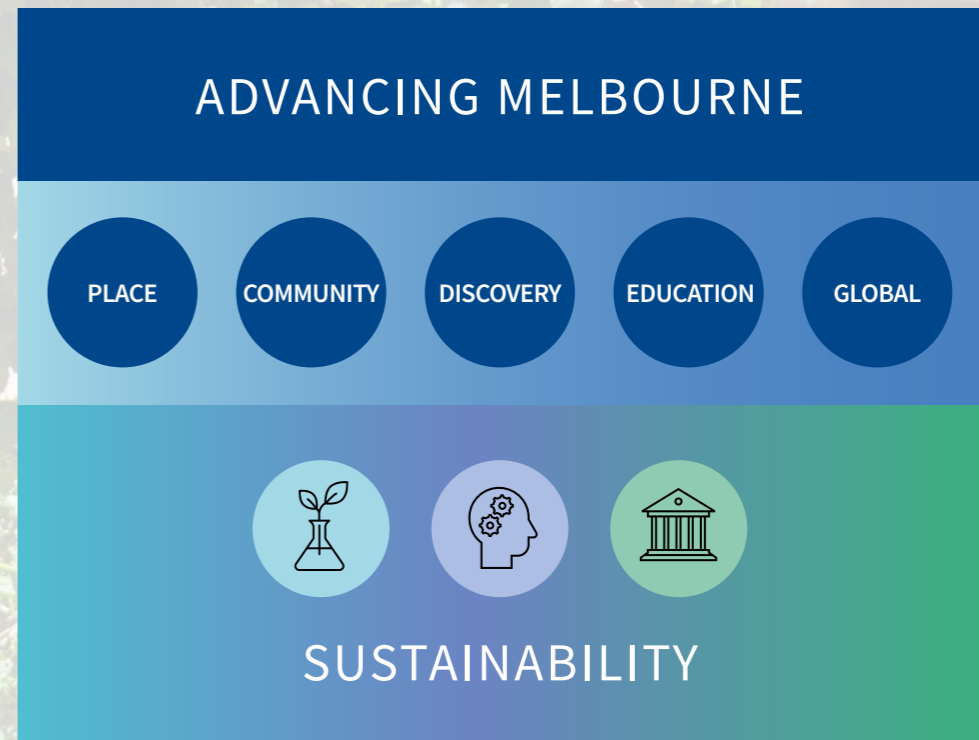 ADVANCING MELBOURNE
PLACE
COMMUNITY
DISCOVERY
EDUCATION
GLOBAL
SUSTAINABILITY